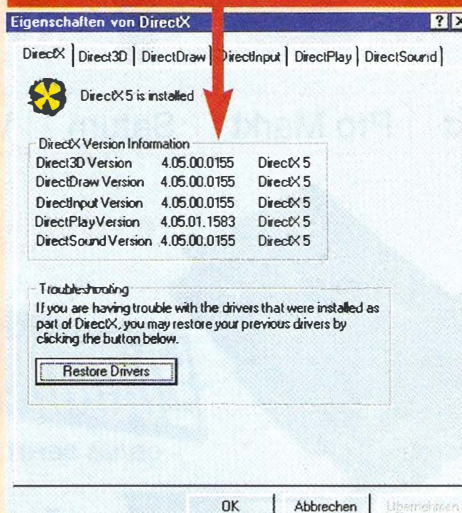 Eigenschaften von DirectX
DirectX Direct3D DirectDraw DirectInput DirectPlay DirectSound
DirectX 5 is installed
DirectX Version Information
Direct3D Version 4.05.00.0155 DirectX 5
DirectDraw Version 4.05.00.0155 DirectX 5
DirectInput Version 4.05.00.0155 DirectX 5
DirectPlay Version 4.05.01.1583 DirectX 5
DirectSound Version 4.05.00.0155 DirectX 5
Troubleshooting
If you are having trouble with the drivers that were installed as
part of DirectX, you may restore your previous drivers by
clicking the button below.
Restore Drivers
OK Abbrechen Übernehmen